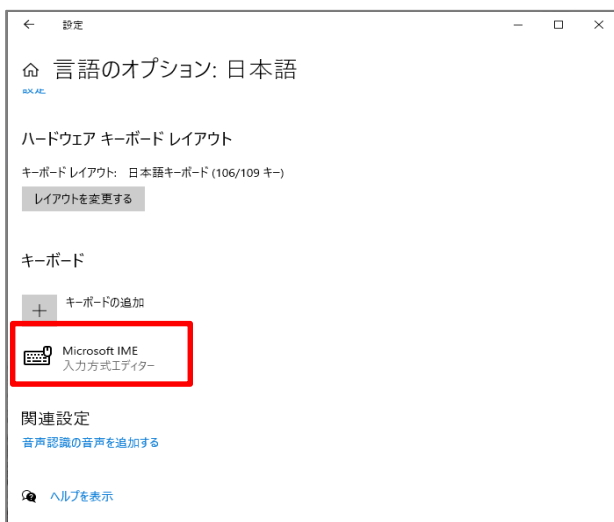 設定
言語のオプション: 日本語
設定
ハードウェア キーボード レイアウト
キーボード レイアウト: 日本語キーボード (106/109 キー)
レイアウトを変更する
キーボード
キーボードの追加
Microsoft IME
入力方式エディター
関連設定
音声認識の音声を追加する
ヘルプを表示